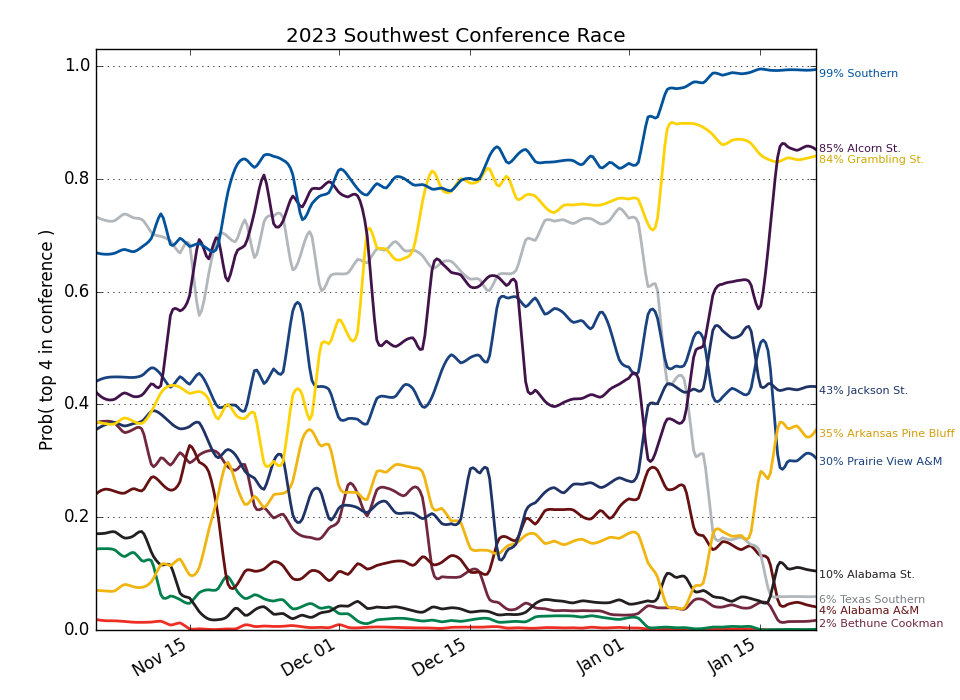 2023 Southwest Conference Race
Prob( top 4 in conference )
1.0
0.8
0.6
0.4
0.2
0.0
Nov 15
Dec 01
Dec 15
Jan 01
Jan 15
99% Southern
85% Alcorn St.
84% Grambling St.
43% Jackson St.
35% Arkansas Pine Bluff
30% Prairie View A&M
10% Alabama St.
6% Texas Southern
4% Alabama A&M
2% Bethune Cookman